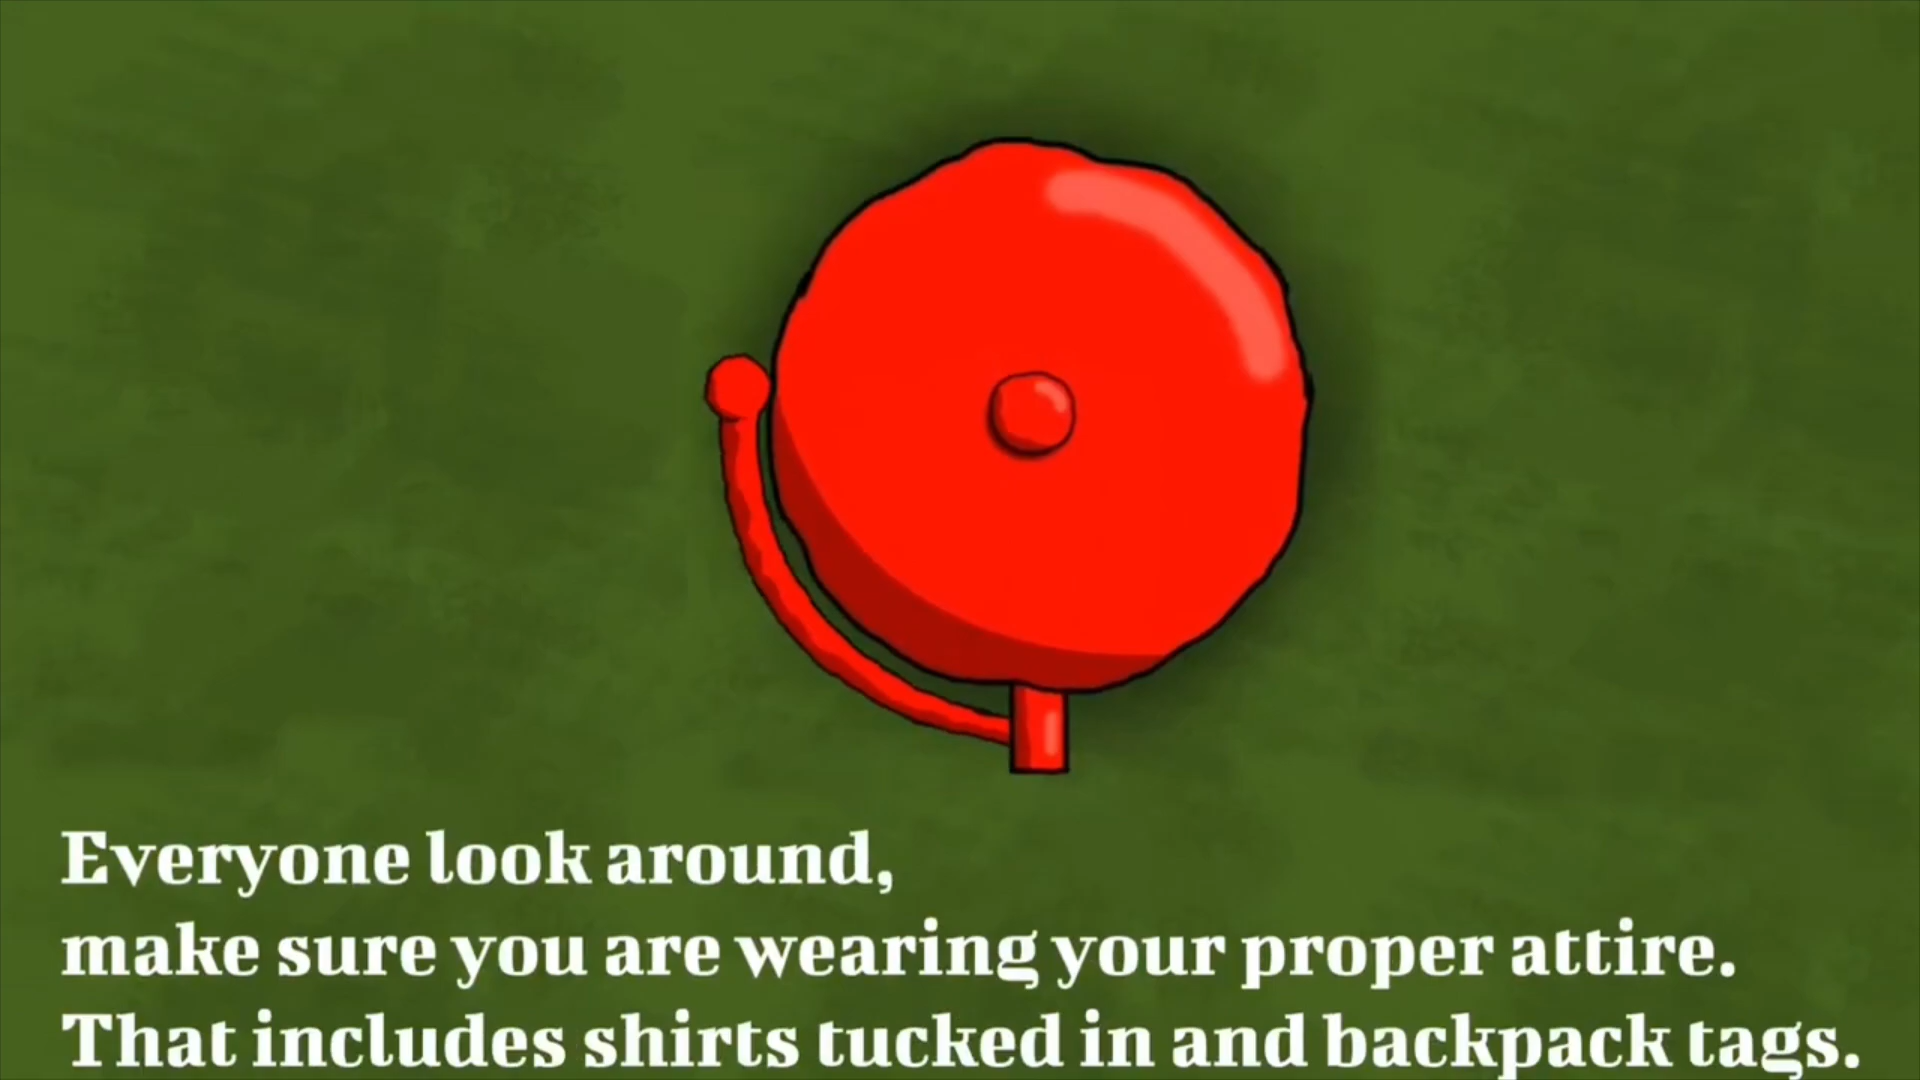 Everyone look around,
make sure you are wearing your proper attire.
That includes shirts tucked in and backpack tags.